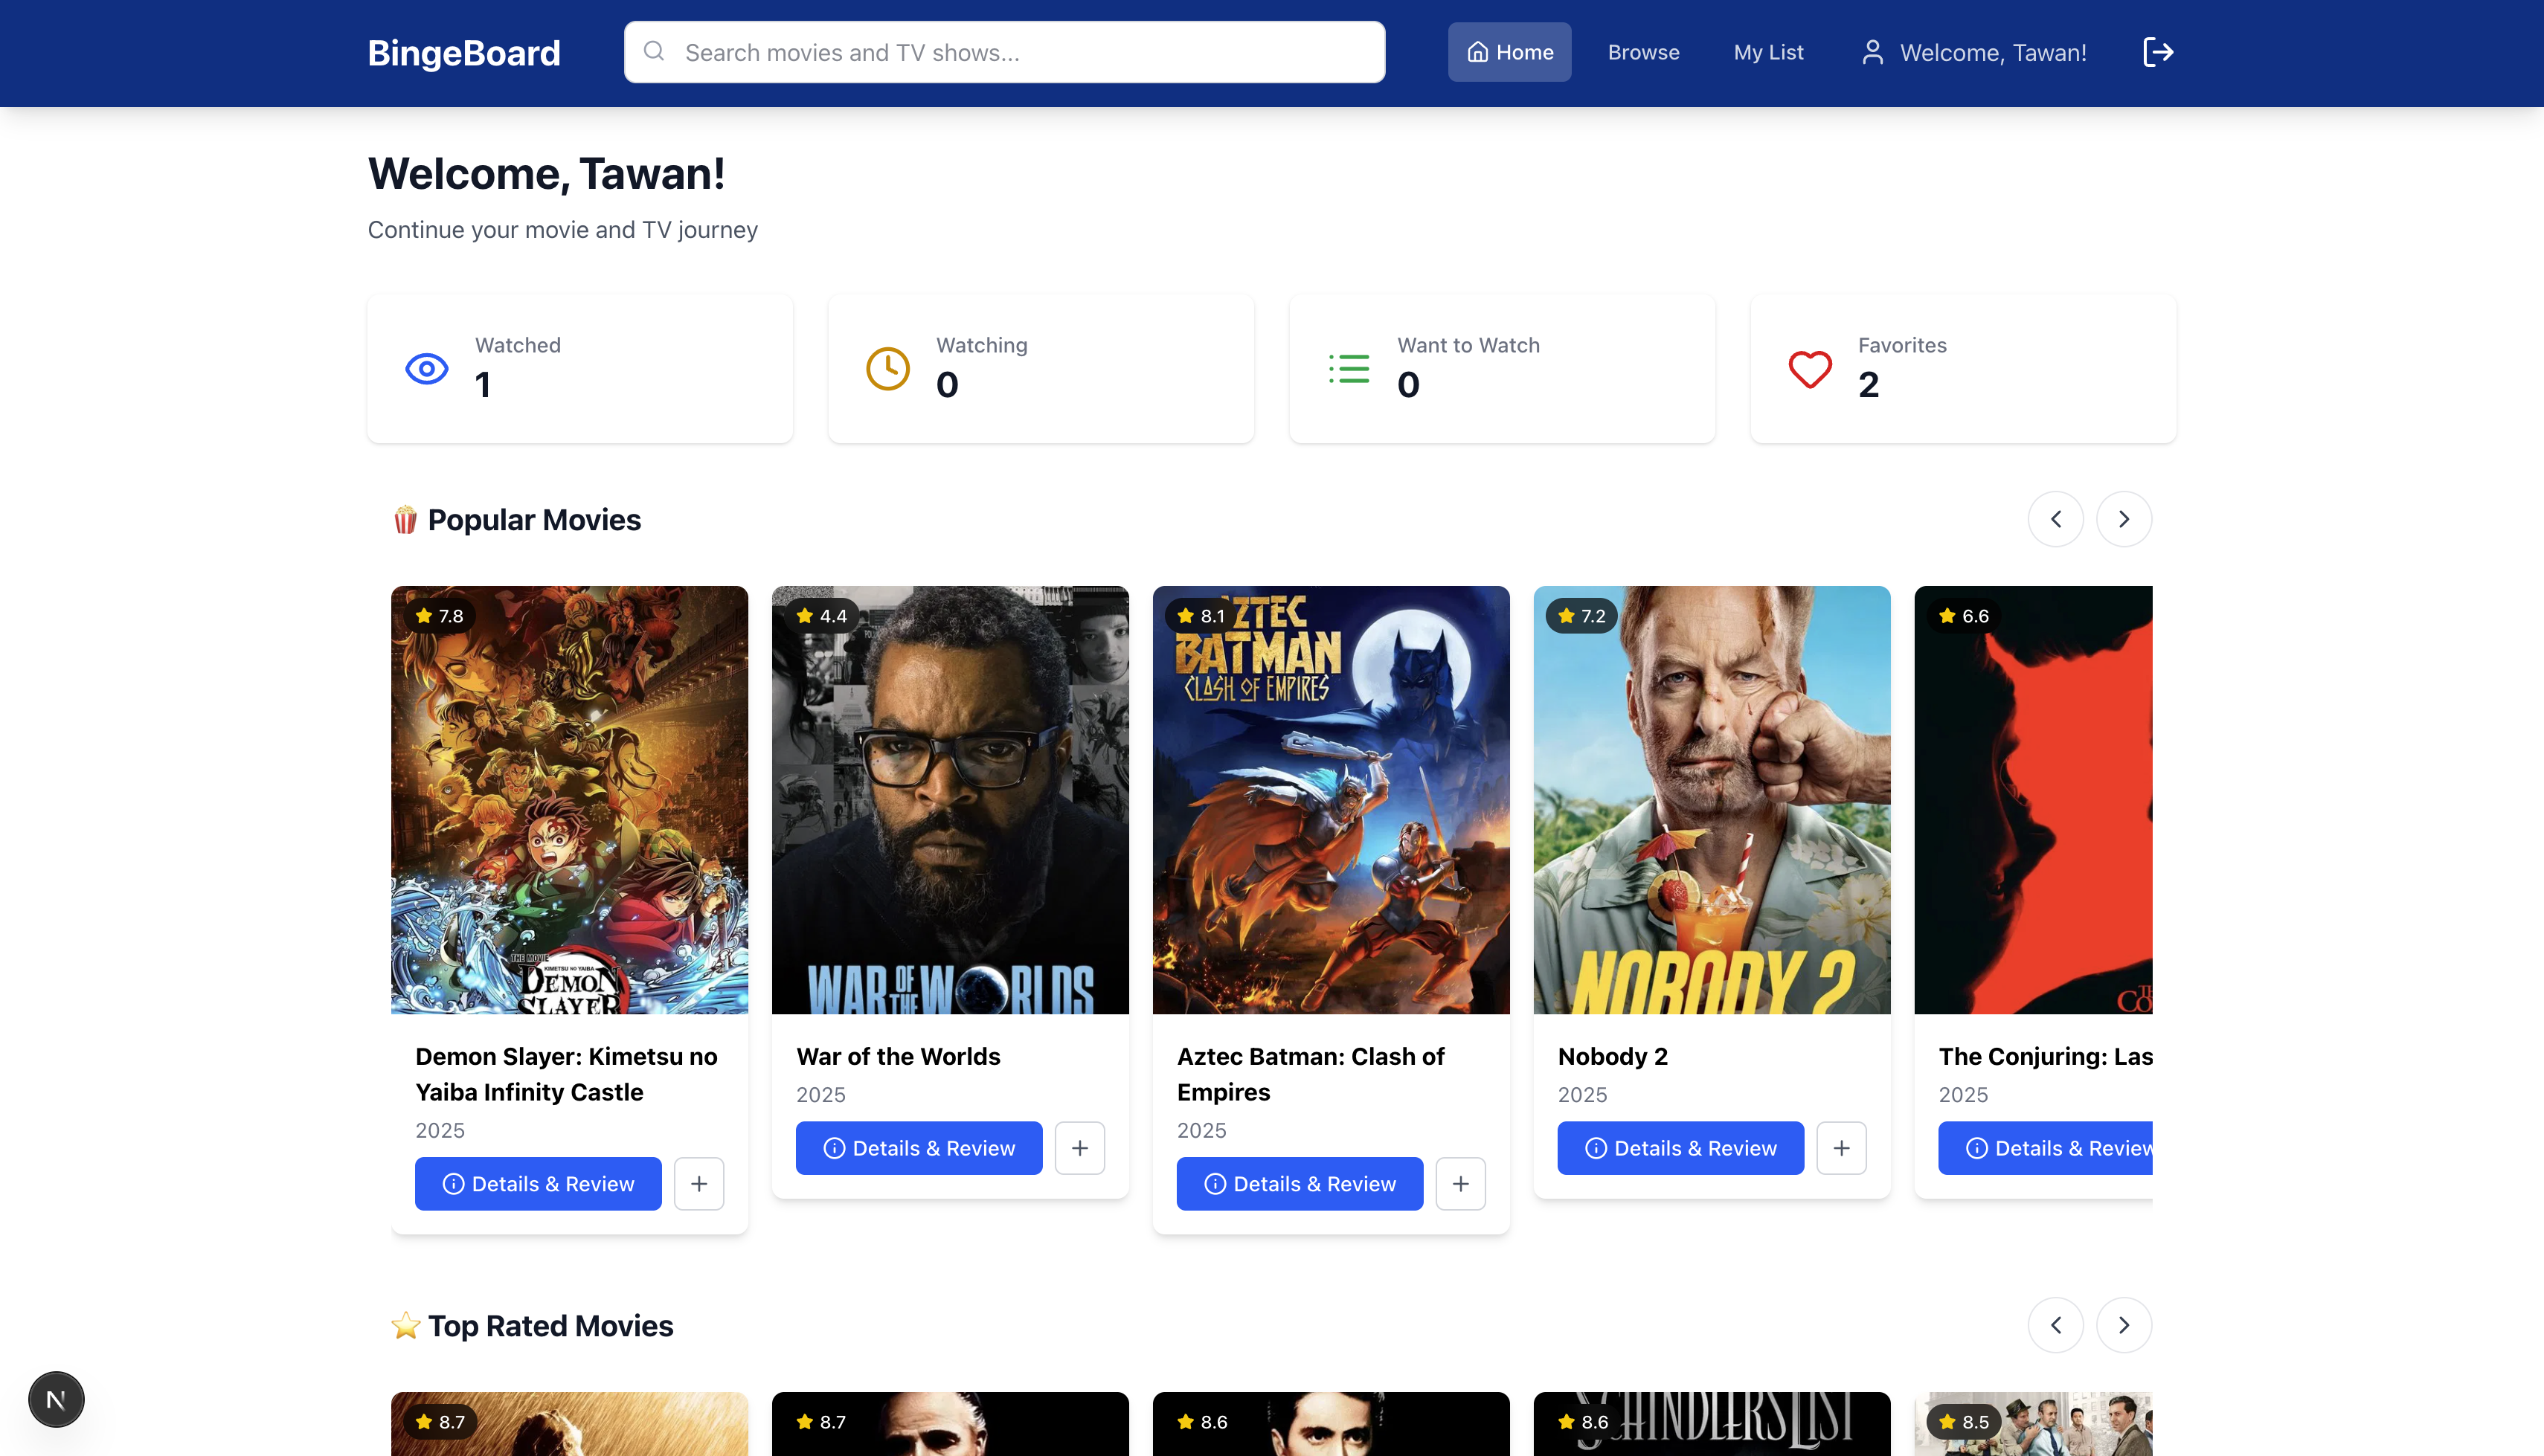 BingeBoard
Search movies and TV shows...
Home
Browse
My List
Welcome, Tawan!
Welcome, Tawan!
Continue your movie and TV journey
Watched
1
Watching
0
Want to Watch
0
Favorites
2
🍿 Popular Movies
7.8
THE MOVIE
KIMETSU NO YAIBA
DEMON
SLAYER
Demon Slayer: Kimetsu no
Yaiba Infinity Castle
2025
Details & Review
4.4
WAR OF THE WORLDS
War of the Worlds
2025
Details & Review
8.1
AZTEC
BATMAN
CLASH OF EMPIRES
Aztec Batman: Clash of
Empires
2025
Details & Review
7.2
NOBODY 2
Nobody 2
2025
Details & Review
6.6
The Conjuring: Las
2025
Details & Review
⭐ Top Rated Movies
8.7
8.7
8.6
8.6
SCHINDLER'S LIST
8.5
N